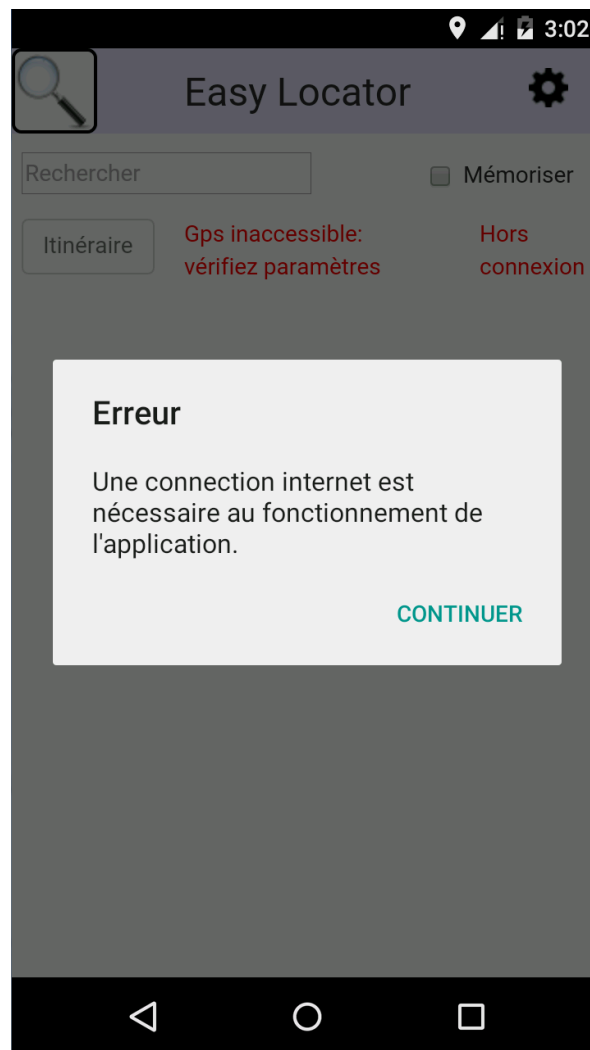 3:02
Easy Locator
Rechercher
Mémoriser
Itinéraire
Gps inaccessible:
vérifiez paramètres
Hors
connexion
Erreur
Une connection internet est
nécessaire au fonctionnement de
l'application.
CONTINUER